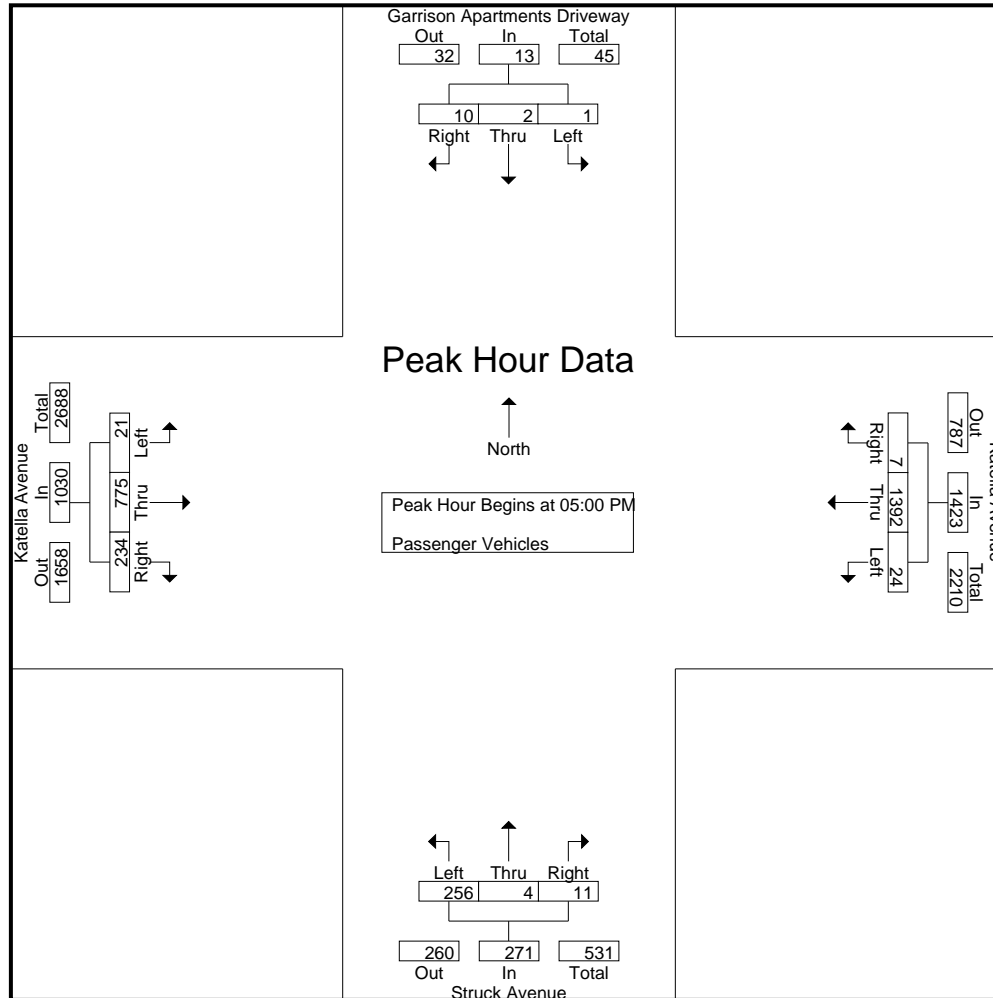 Garrison Apartments Driveway
Out In Total
32 13 45
10 2 1
Right Thru Left
Peak Hour Data
North
Peak Hour Begins at 05:00 PM
Passenger Vehicles
Katella Avenue
Out In Total
1658 1030 2688
21 775 234
Left Thru Right
Katella Avenue
Out In Total
787 1423 2210
7 1392 24
Right Thru Left
Left Thru Right
256 4 11
260 271 531
Out In Total
Struck Avenue